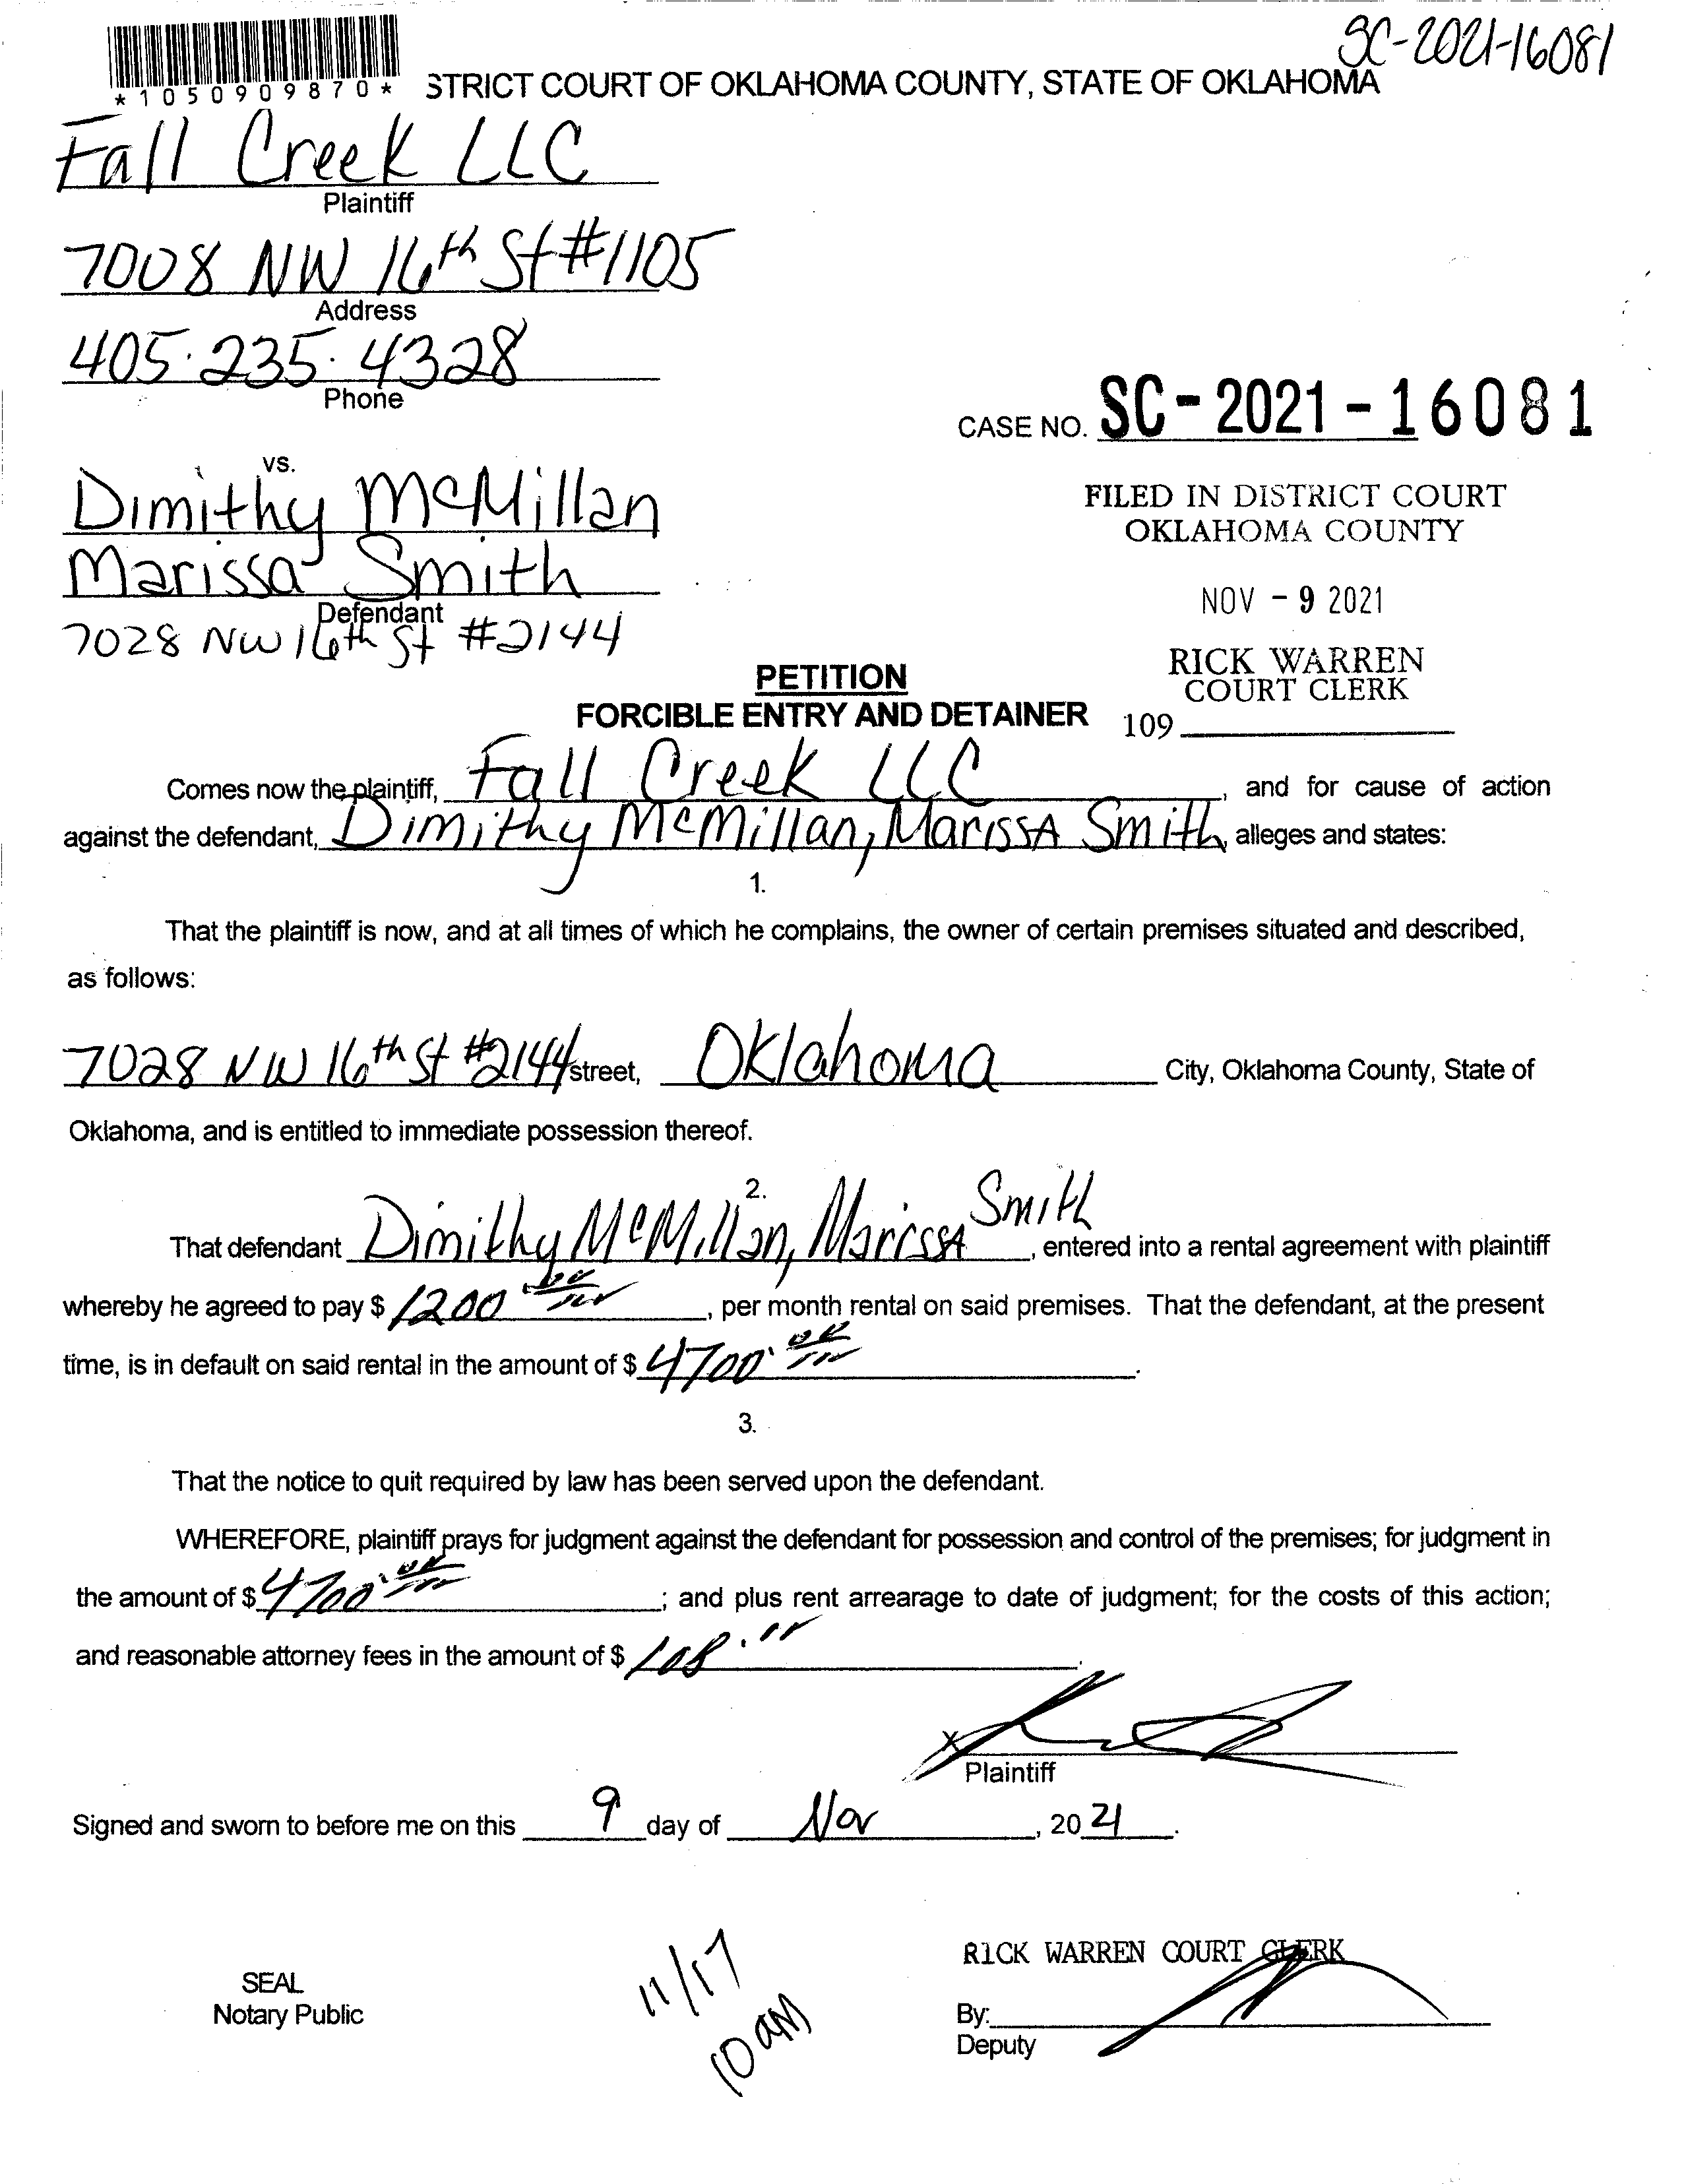 SC-2021-16081
*1050909870* STRICT COURT OF OKLAHOMA COUNTY, STATE OF OKLAHOMA
Fall Creek LLC
Plaintiff
7008 NW 16th St #1105
Address
405.235.4328
Phone
CASE NO. SC-2021-16081
vs.
Dimithy McMillan
Marissa Smith
Defendant
7028 NW 16th St #2144
FILED IN DISTRICT COURT
OKLAHOMA COUNTY
NOV - 9 2021
RICK WARREN
COURT CLERK
109
PETITION
FORCIBLE ENTRY AND DETAINER
Comes now the plaintiff, Fall Creek LLC, and for cause of action
against the defendant, Dimithy McMillan, Marissa Smith, alleges and states:
1.
That the plaintiff is now, and at all times of which he complains, the owner of certain premises situated and described,
as follows:
7028 NW 16th St #2144 street, Oklahoma City, Oklahoma County, State of
Oklahoma, and is entitled to immediate possession thereof.
2.
That defendant Dimithy McMillan, Marissa Smith, entered into a rental agreement with plaintiff
whereby he agreed to pay $ 1200, per month rental on said premises. That the defendant, at the present
time, is in default on said rental in the amount of $ 4700.
3.
That the notice to quit required by law has been served upon the defendant.
WHEREFORE, plaintiff prays for judgment against the defendant for possession and control of the premises; for judgment in
the amount of $ 4700; and plus rent arrearage to date of judgment; for the costs of this action;
and reasonable attorney fees in the amount of $
X
Plaintiff
Signed and sworn to before me on this 9 day of Nov, 20 21.
SEAL
Notary Public
11/17
10 am
RICK WARREN COURT CLERK
By:
Deputy